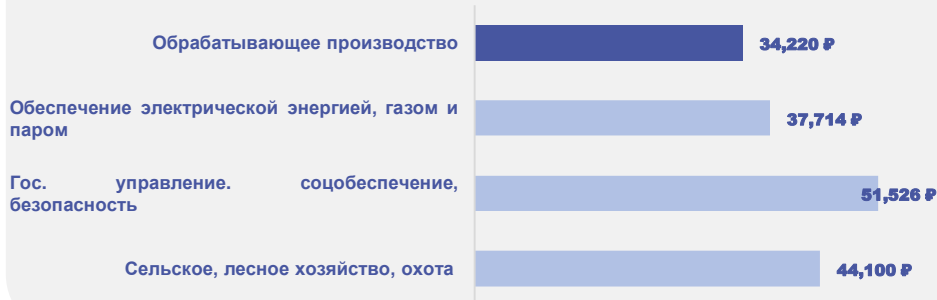 Обрабатывающее производство
34,220 ₽
Обеспечение электрической энергией, газом и
паром
37,714 ₽
Гос. управление. соцобеспечение,
безопасность
51,526 ₽
Сельское, лесное хозяйство, охота
44,100 ₽